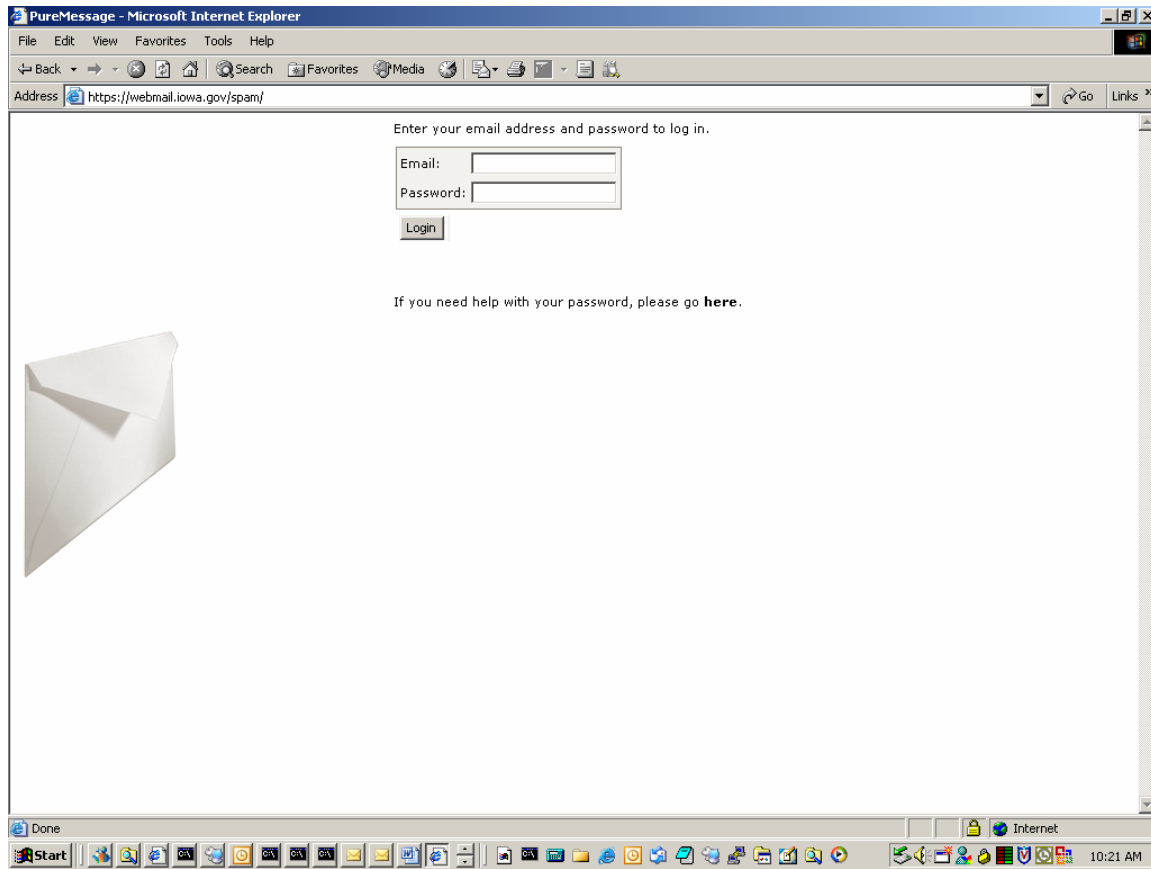 PureMessage - Microsoft Internet Explorer
File Edit View Favorites Tools Help
Back Search Favorites Media
Address https://webmail.iowa.gov/spam/ Go Links »
Enter your email address and password to log in.
Email:
Password:
Login
If you need help with your password, please go here.
Done Internet
Start 10:21 AM